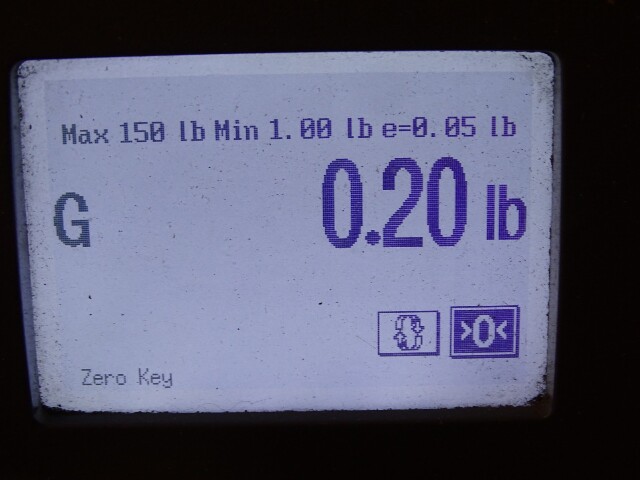 Max 150 lb Min 1.00 lb e=0.05 lb
G 0.20 lb
>0<
Zero Key